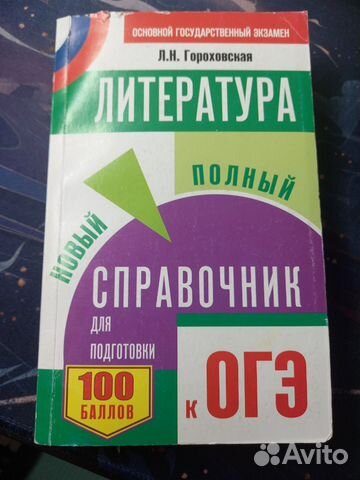 ОСНОВНОЙ ГОСУДАРСТВЕННЫЙ ЭКЗАМЕН
Л.Н. Гороховская
ЛИТЕРАТУРА
НОВЫЙ
ПОЛНЫЙ
СПРАВОЧНИК
ДЛЯ
ПОДГОТОВКИ
100
БАЛЛОВ
К ОГЭ
Avito